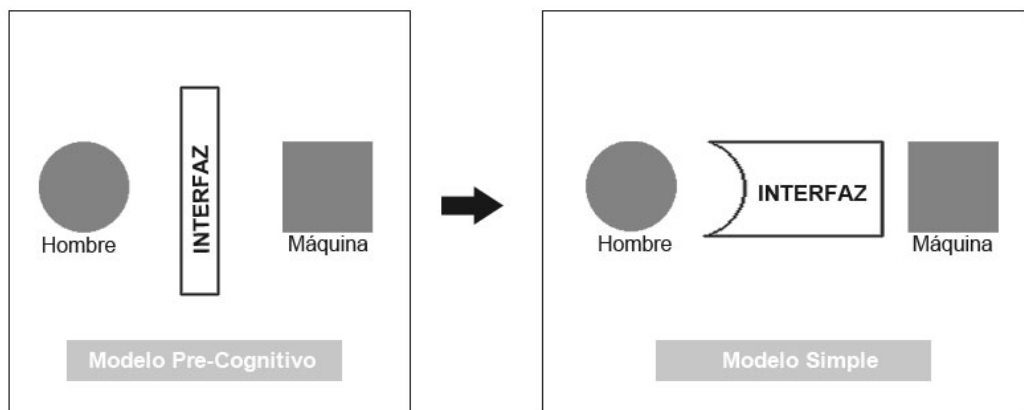 INTERFAZ
Hombre
Máquina
Modelo Pre-Cognitivo
INTERFAZ
Hombre
Máquina
Modelo Simple